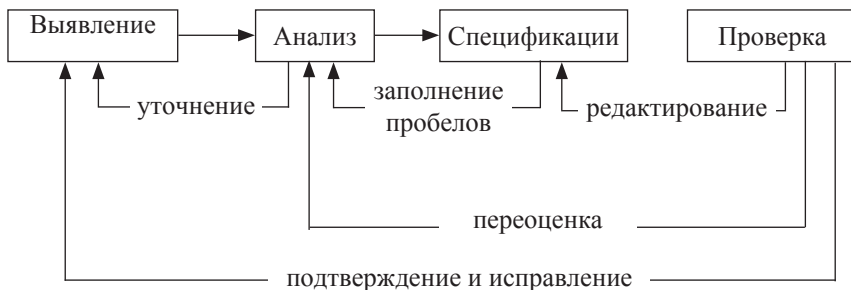 Выявление
Анализ
Спецификации
Проверка
уточнение
заполнение
пробелов
редактирование
переоценка
подтверждение и исправление